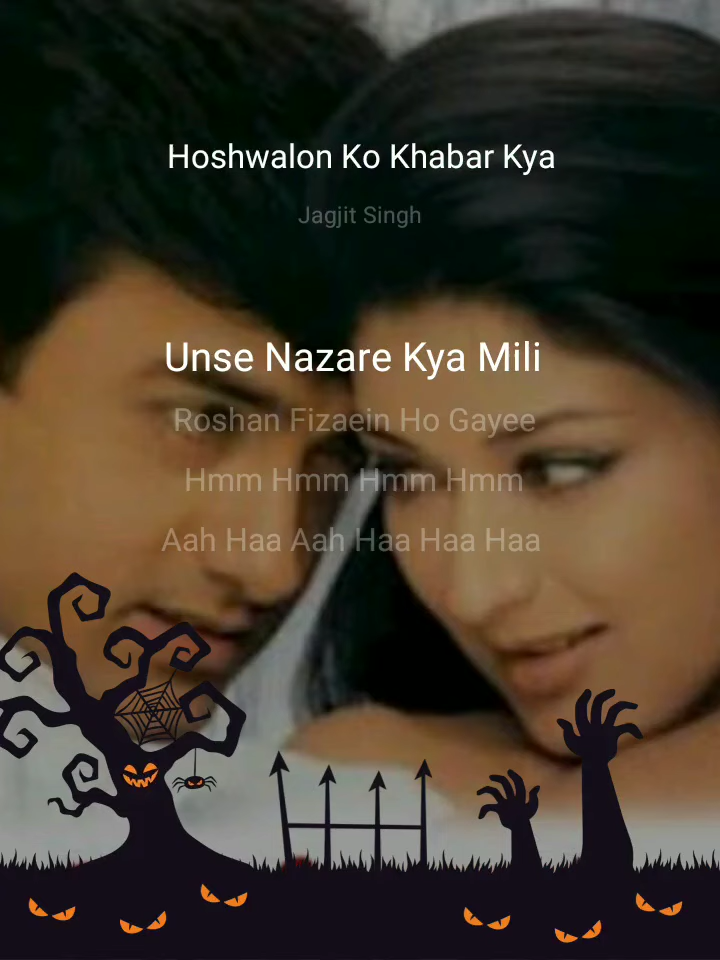 Hoshwalon Ko Khabar Kya
Jagjit Singh
Unse Nazare Kya Mili
Roshan Fizaein Ho Gayee
Hmm Hmm Hmm Hmm
Aah Haa Aah Haa Haa Haa